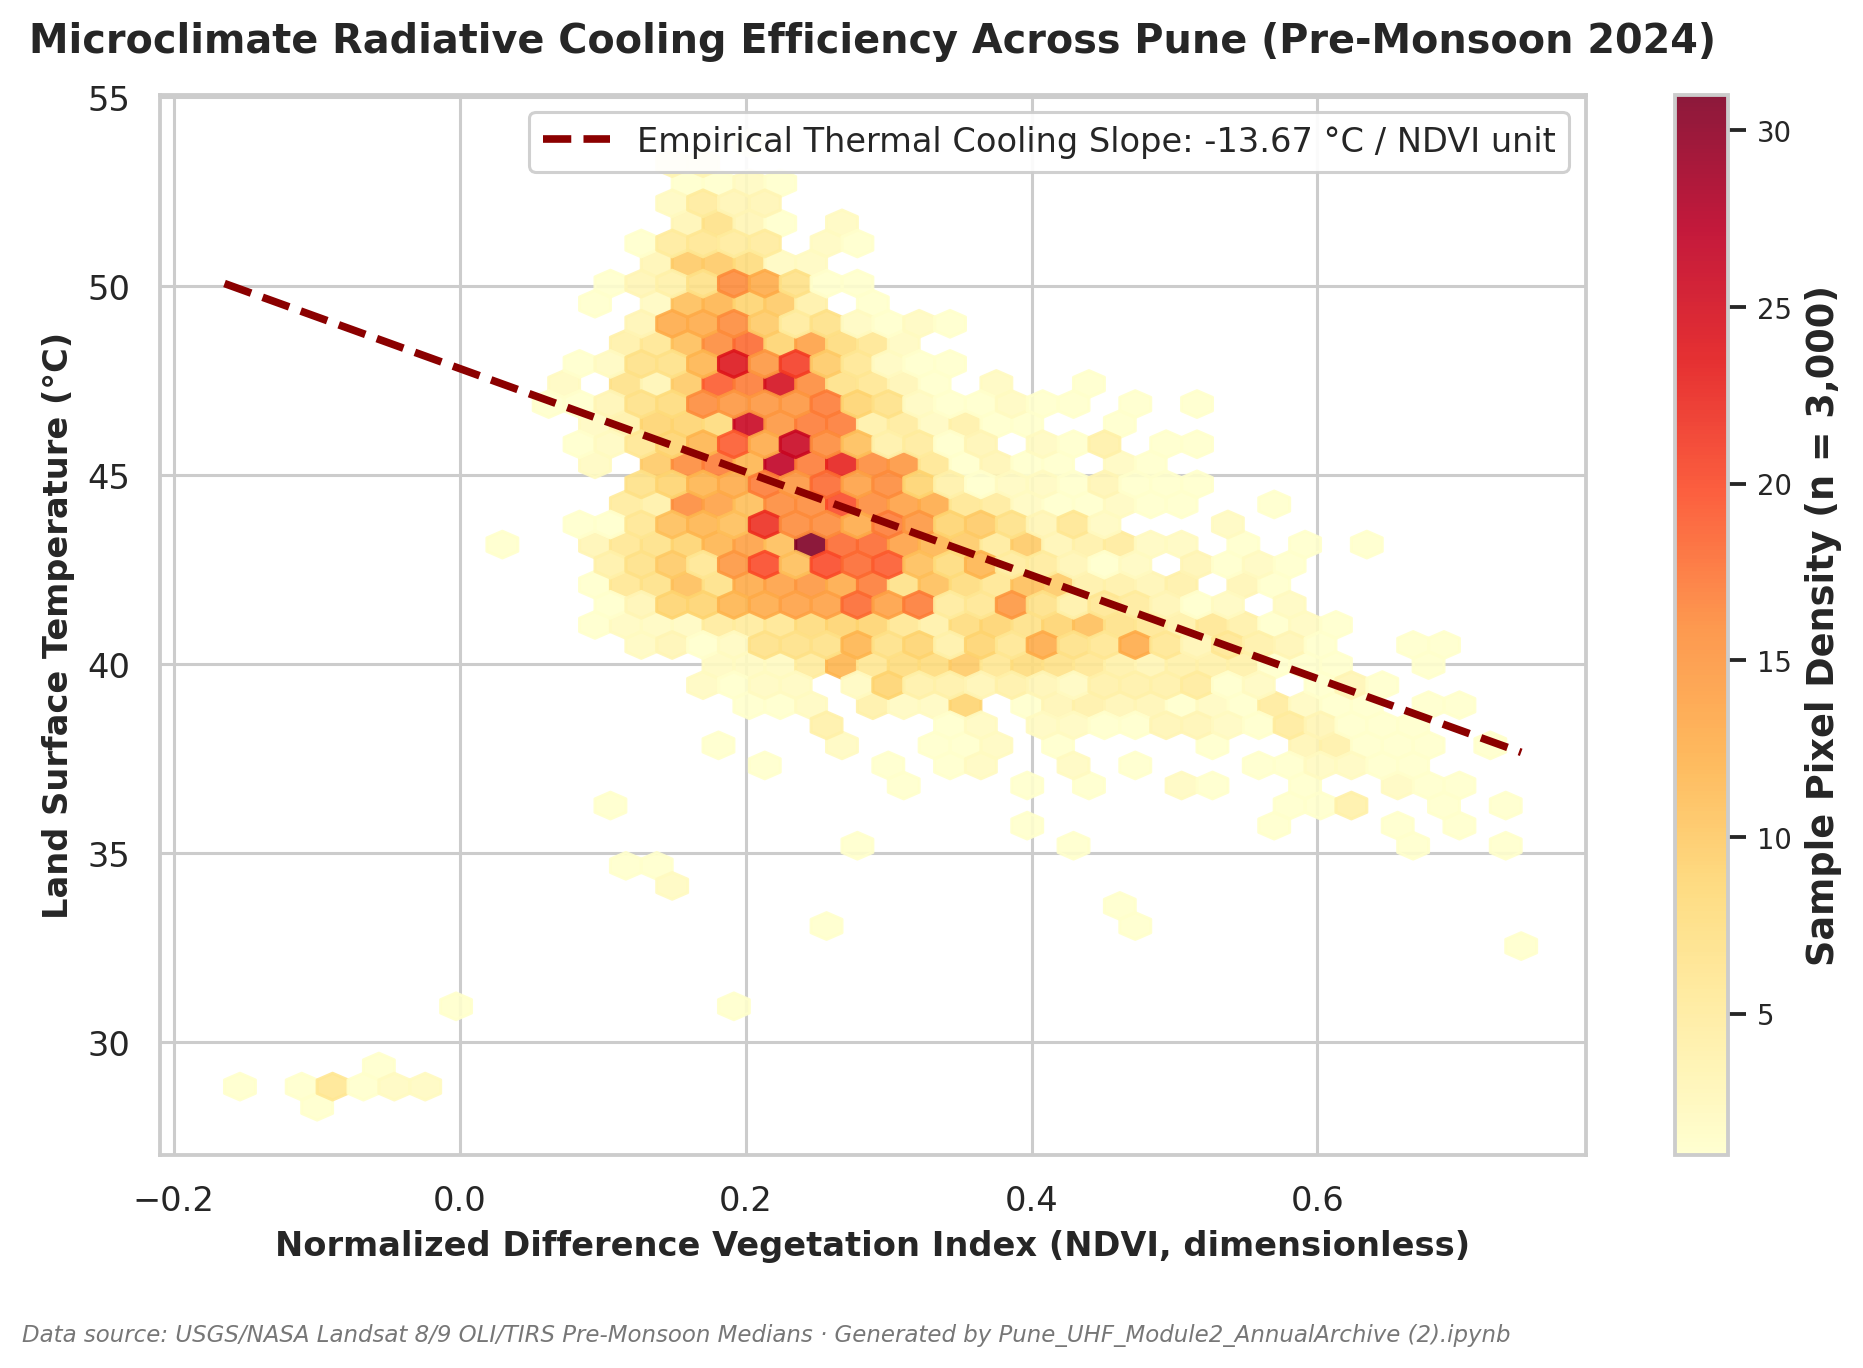 Microclimate Radiative Cooling Efficiency Across Pune (Pre-Monsoon 2024)
Empirical Thermal Cooling Slope: -13.67 °C / NDVI unit
Land Surface Temperature (°C)
55
50
45
40
35
30
−0.2
0.0
0.2
0.4
0.6
Normalized Difference Vegetation Index (NDVI, dimensionless)
30
25
20
15
10
5
Sample Pixel Density (n = 3,000)
Data source: USGS/NASA Landsat 8/9 OLI/TIRS Pre-Monsoon Medians · Generated by Pune_UHF_Module2_AnnualArchive (2).ipynb